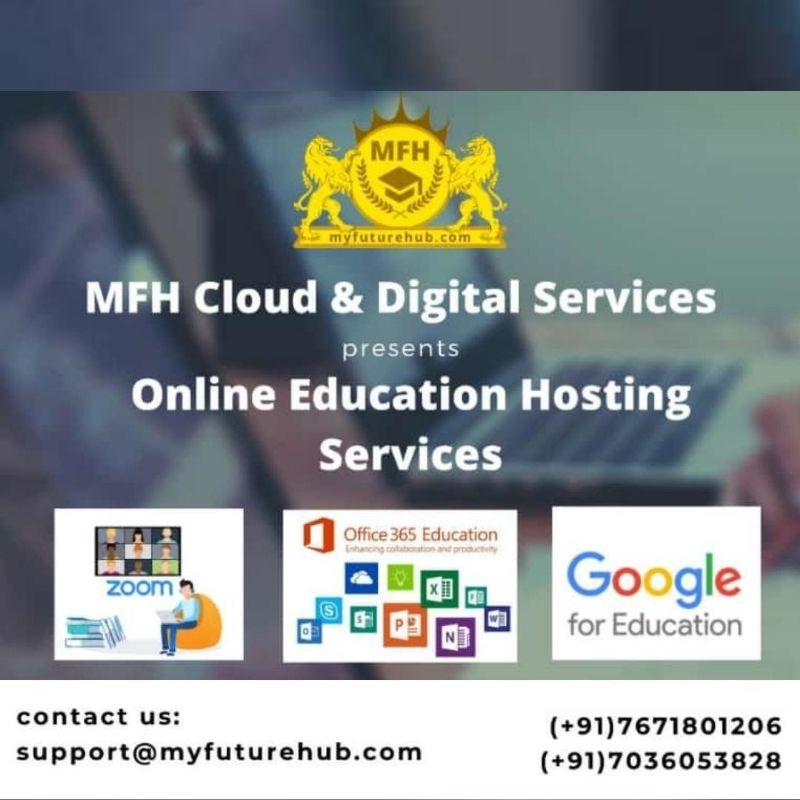 MFH
myfuturehub.com
MFH Cloud & Digital Services
presents
Online Education Hosting
Services
zoom
Office 365 Education
Enhancing collaboration and productivity
Google
for Education
contact us:
support@myfuturehub.com
(+91)7671801206
(+91)7036053828